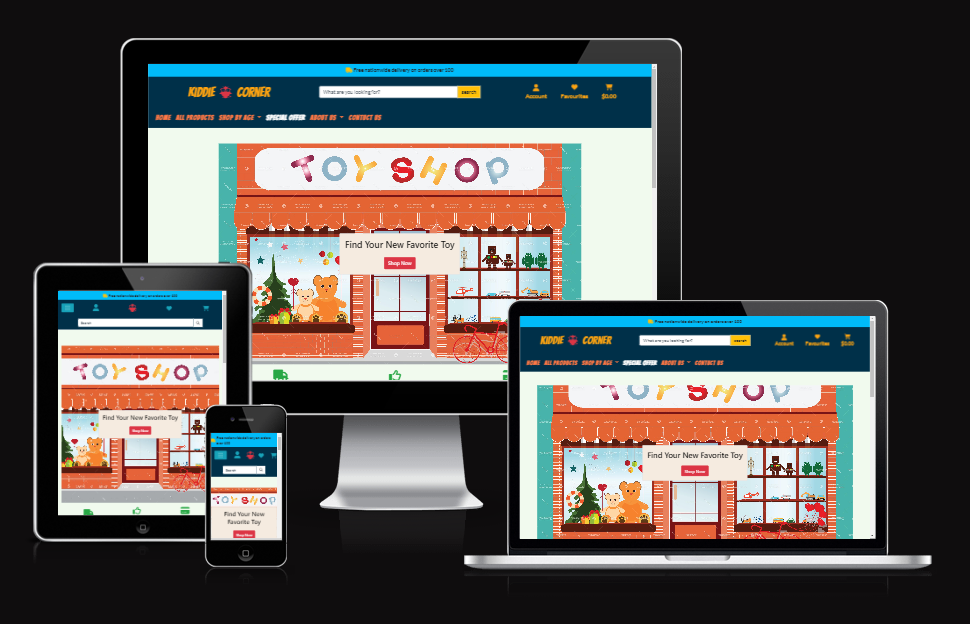 Free nationwide delivery on orders over £50
KIDDIE CORNER
What are you looking for?
search
Account
Favourites
$0.00
HOME ALL PRODUCTS SHOP BY AGE SPECIAL OFFER ABOUT US CONTACT US
TOY SHOP
Find Your New Favorite Toy
Shop Now
Free nationwide delivery on orders over £50
Search
TOY SHOP
Find Your New Favorite Toy
Shop Now
Free nationwide delivery on orders
over £50
Search
TOY SHOP
Find Your New
Favorite Toy
Shop Now
Free nationwide delivery on orders over £50
KIDDIE CORNER
What are you looking for?
search
Account
Favourites
$0.00
HOME ALL PRODUCTS SHOP BY AGE SPECIAL OFFER ABOUT US CONTACT US
TOY SHOP
Find Your New Favorite Toy
Shop Now